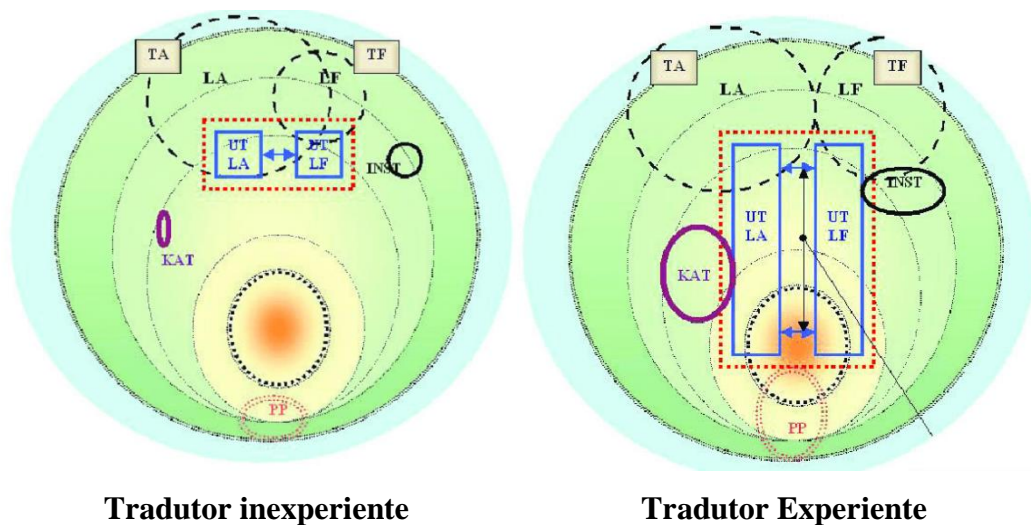 TA
TF
LA
LF
UT
LA
UT
LF
INST
KAT
PP
Tradutor inexperiente
TA
TF
LA
LF
UT
LA
UT
LF
INST
KAT
PP
Tradutor Experiente